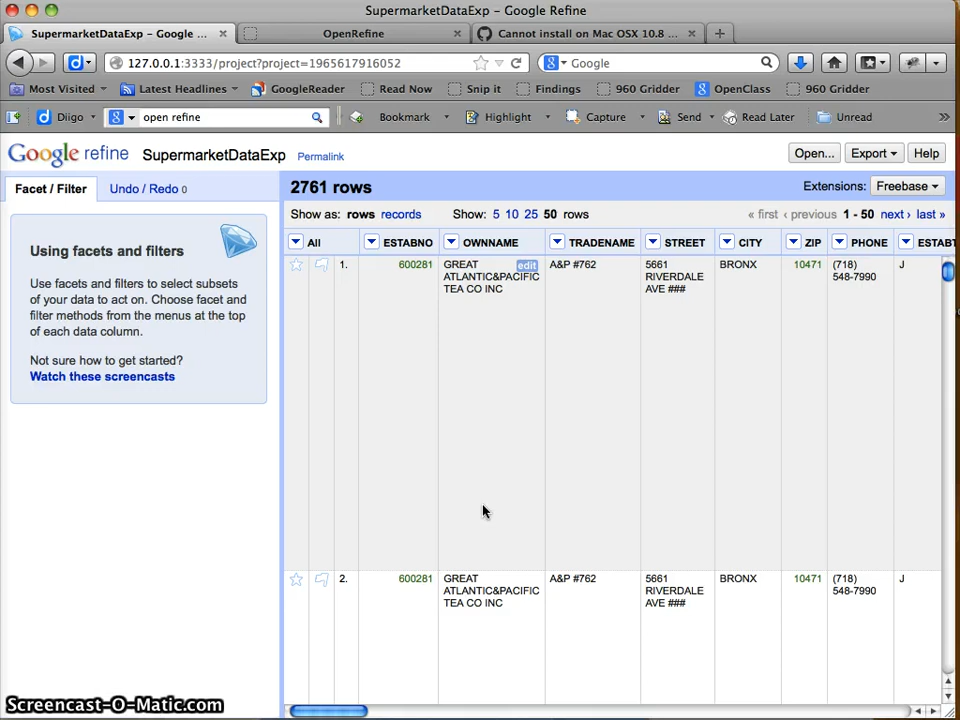 SupermarketDataExp - Google Refine
SupermarketDataExp - Google ...
OpenRefine
Cannot install on Mac OSX 10.8 ...
127.0.0.1:3333/project?project=1965617916052
Google
Most Visited
Latest Headlines
GoogleReader
Read Now
Snip it
Findings
960 Gridder
OpenClass
960 Gridder
Diigo
open refine
Bookmark
Highlight
Capture
Send
Read Later
Unread
Google refine SupermarketDataExp Permalink
Open... Export Help
Facet / Filter Undo / Redo 0
2761 rows
Extensions: Freebase
Show as: rows records Show: 5 10 25 50 rows
« first ‹ previous 1 - 50 next › last »
Using facets and filters
Use facets and filters to select subsets
of your data to act on. Choose facet and
filter methods from the menus at the top
of each data column.
Not sure how to get started?
Watch these screencasts
All ESTABNO OWNNAME TRADENAME STREET CITY ZIP PHONE ESTABT
1. 600281 GREAT edit A&P #762 5661 BRONX 10471 (718) J
ATLANTIC&PACIFIC RIVERDALE 548-7990
TEA CO INC AVE ###
2. 600281 GREAT A&P #762 5661 BRONX 10471 (718) J
ATLANTIC&PACIFIC RIVERDALE 548-7990
TEA CO INC AVE ###
Screencast-O-Matic.com